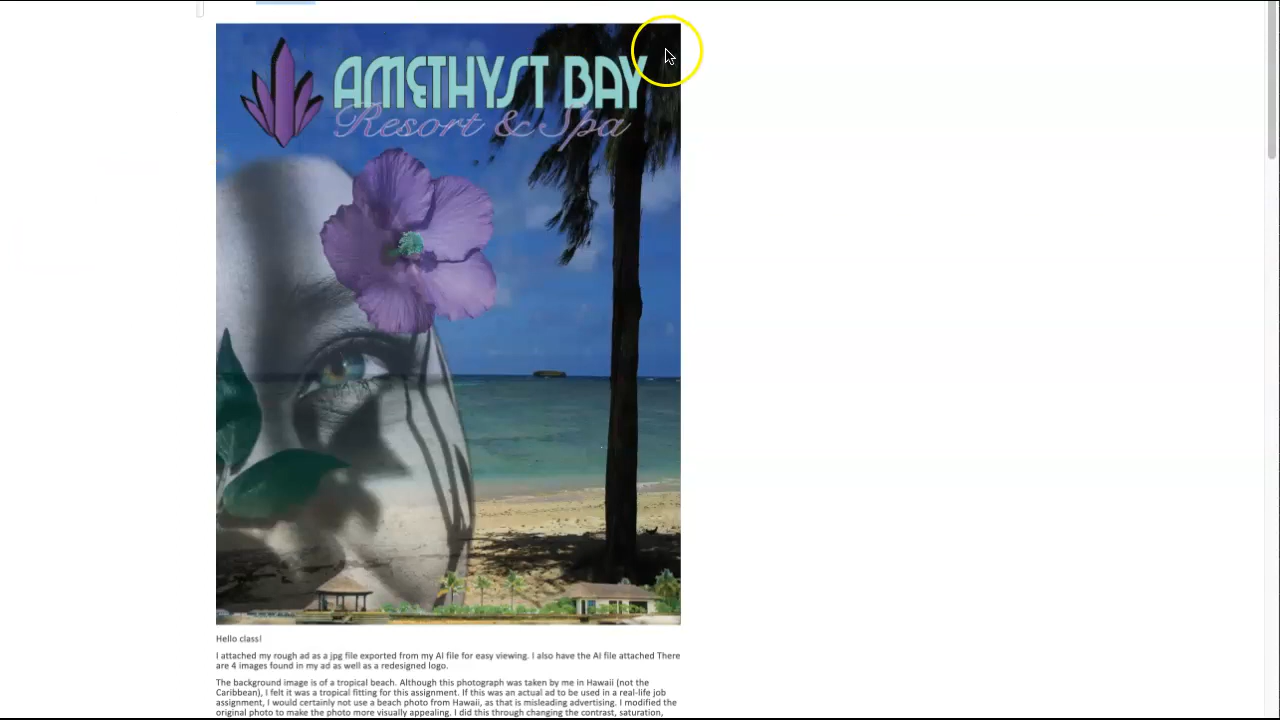 AMETHYST BAY
Resort & Spa
Hello class!
I attached my rough ad as a jpg file exported from my AI file for easy viewing. I also have the AI file attached There
are 4 images found in my ad as well as a redesigned logo.
The background image is of a tropical beach. Although this photograph was taken by me in Hawaii (not the
Caribbean), I felt it was a tropical fitting for this assignment. If this was an actual ad to be used in a real-life job
assignment, I would certainly not use a beach photo from Hawaii, as that is misleading advertising. I modified the
original photo to make the photo more visually appealing. I did this through changing the contrast, saturation,